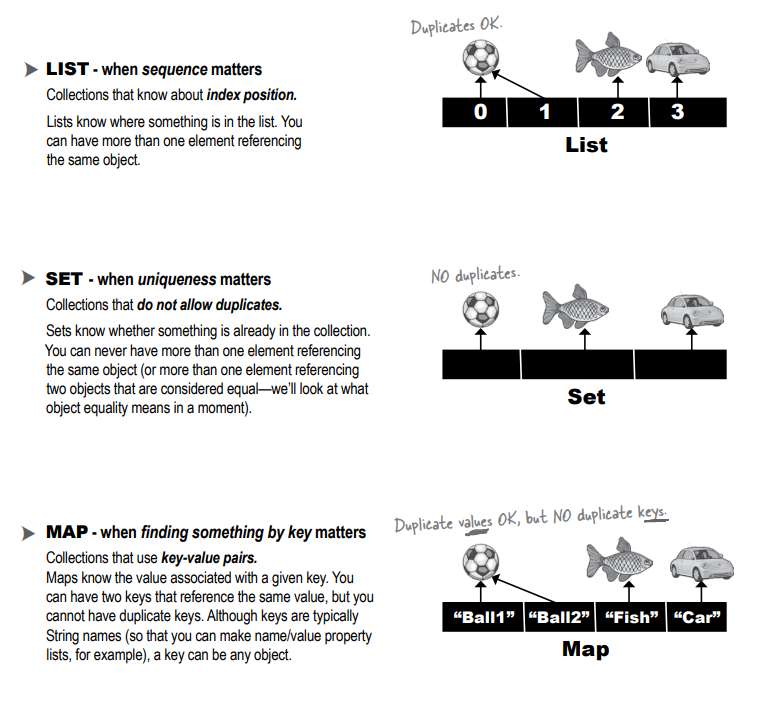 LIST - when sequence matters
Collections that know about index position.
Lists know where something is in the list. You
can have more than one element referencing
the same object.
Duplicates OK.
0 1 2 3
List
SET - when uniqueness matters
Collections that do not allow duplicates.
Sets know whether something is already in the collection.
You can never have more than one element referencing
the same object (or more than one element referencing
two objects that are considered equal—we'll look at what
object equality means in a moment).
NO duplicates.
Set
MAP - when finding something by key matters
Collections that use key-value pairs.
Maps know the value associated with a given key. You
can have two keys that reference the same value, but you
cannot have duplicate keys. Although keys are typically
String names (so that you can make name/value property
lists, for example), a key can be any object.
Duplicate values OK, but NO duplicate keys.
“Ball1” “Ball2” “Fish” “Car”
Map